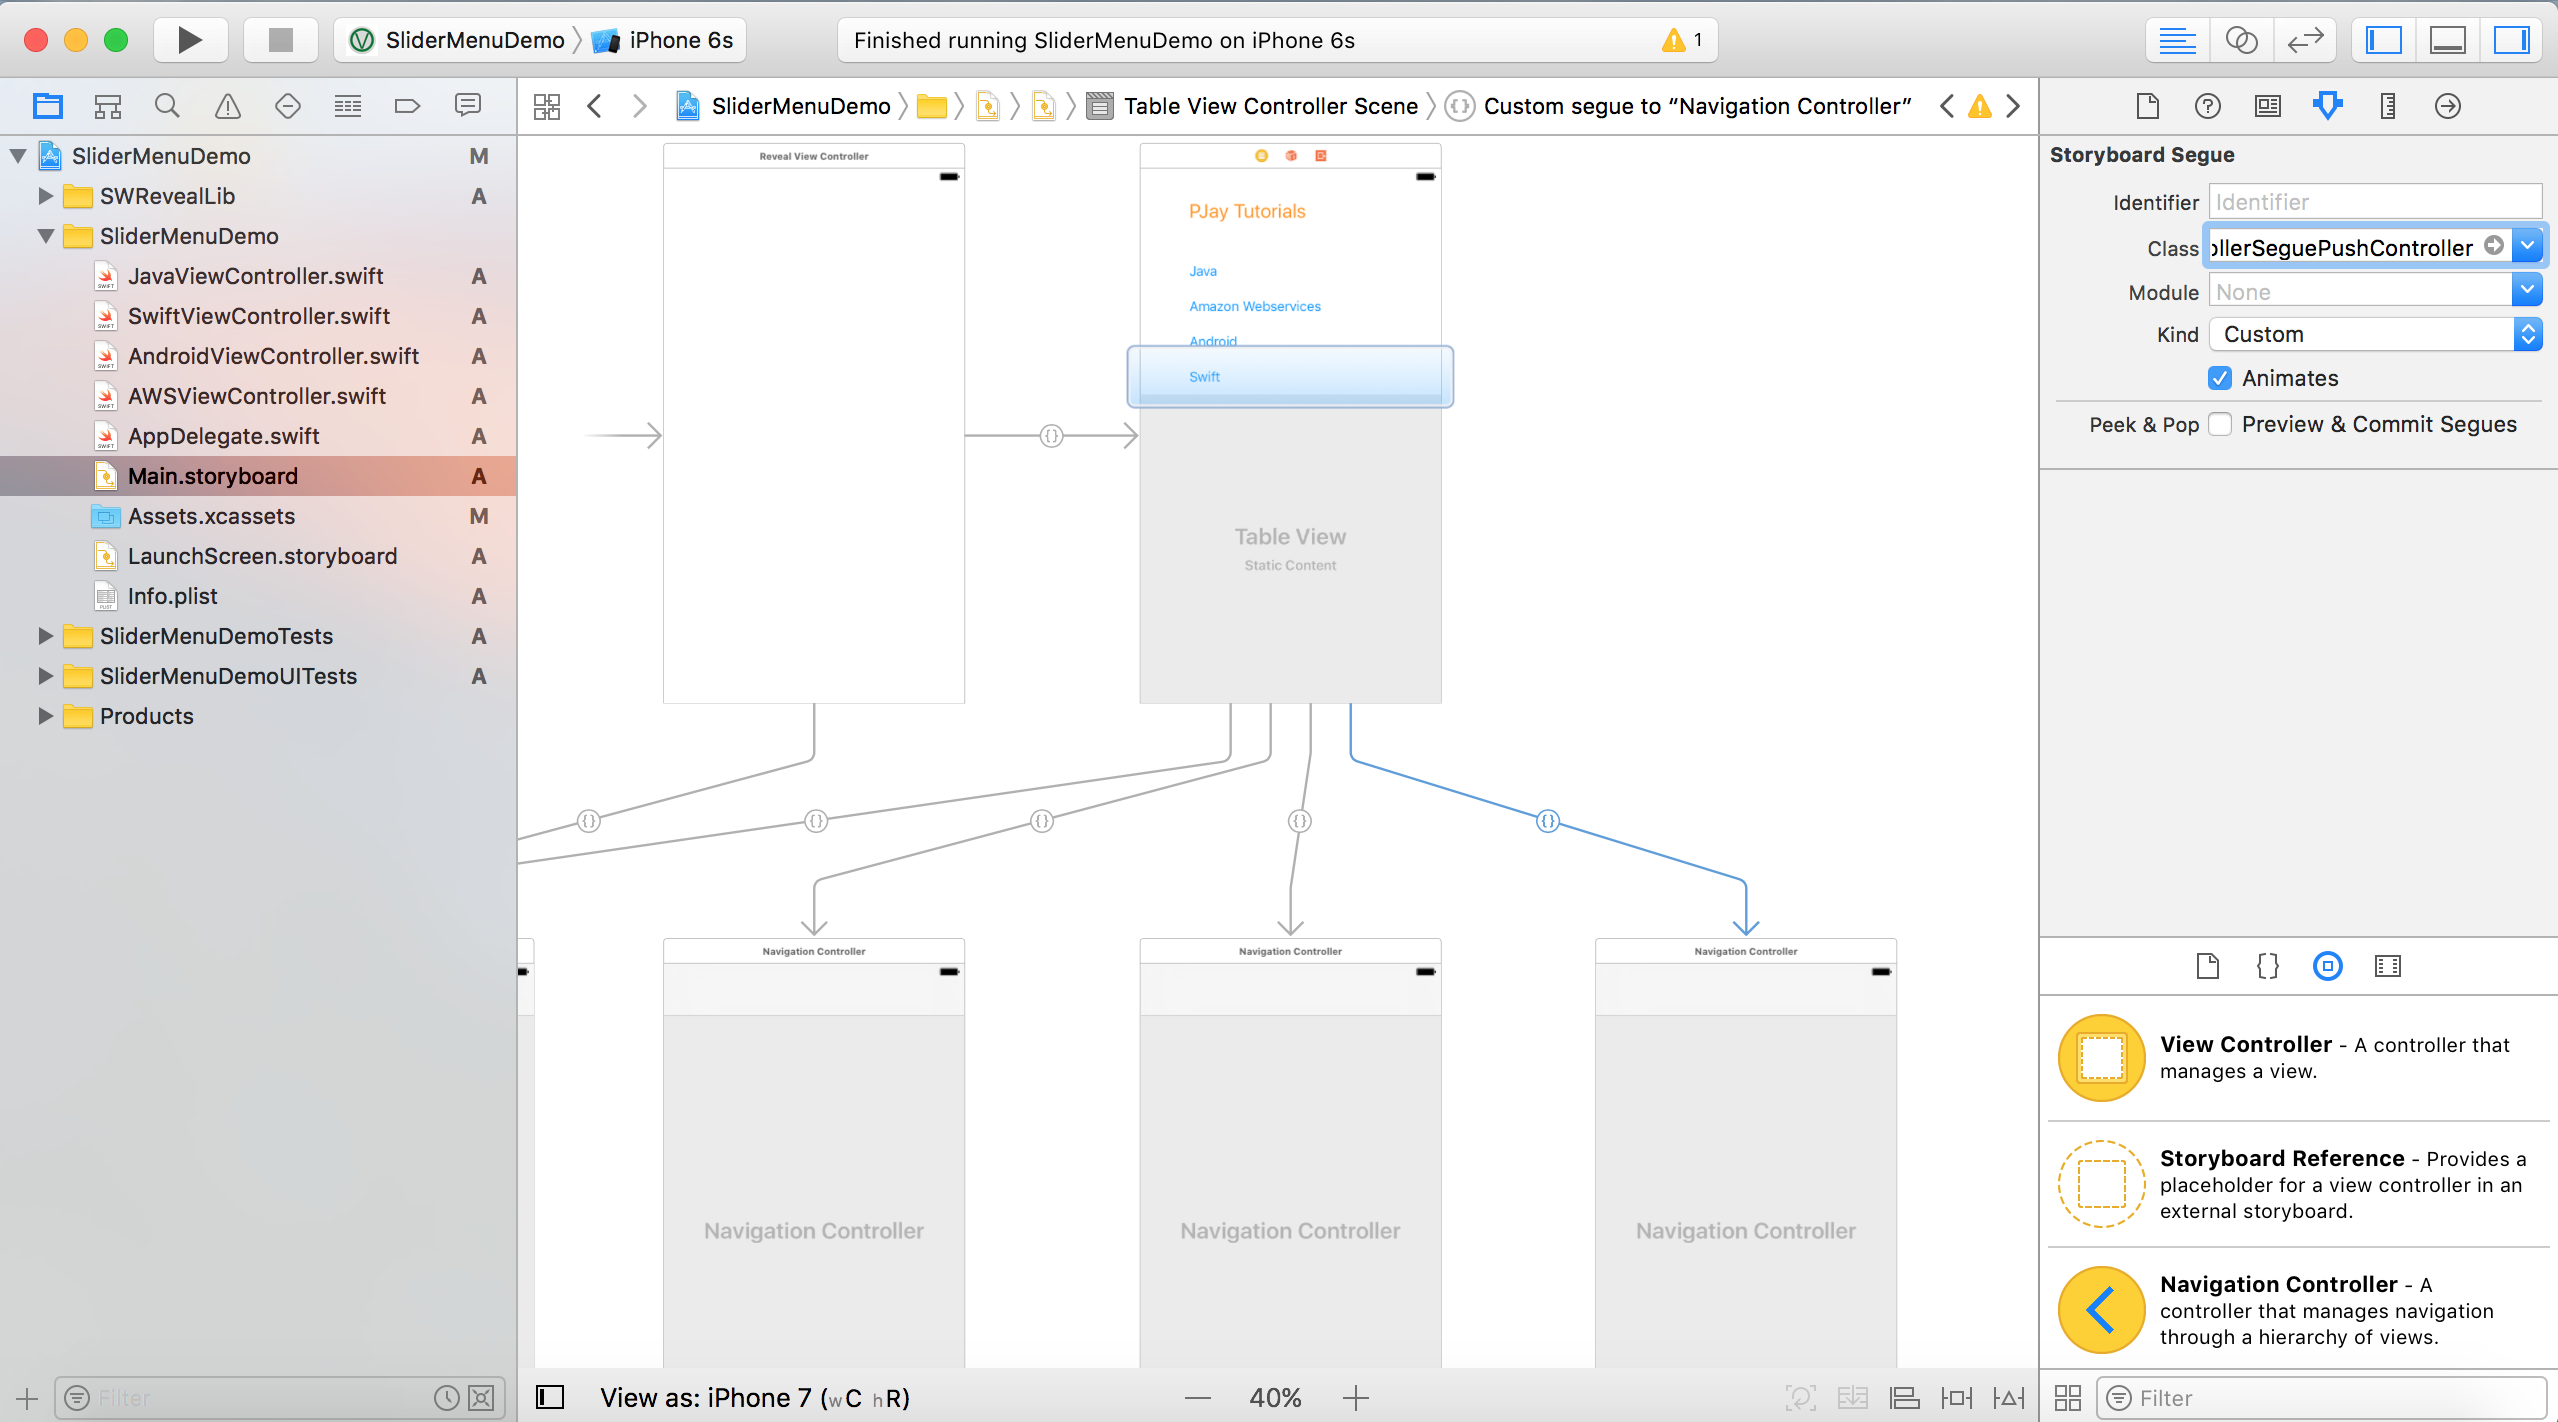 SliderMenuDemo iPhone 6s
Finished running SliderMenuDemo on iPhone 6s 1
SliderMenuDemo Table View Controller Scene Custom segue to “Navigation Controller”
SliderMenuDemo M
SWRevealLib A
SliderMenuDemo
JavaViewController.swift A
SwiftViewController.swift A
AndroidViewController.swift A
AWSViewController.swift A
AppDelegate.swift A
Main.storyboard A
Assets.xcassets M
LaunchScreen.storyboard A
Info.plist A
SliderMenuDemoTests A
SliderMenuDemoUITests A
Products
Filter
Reveal View Controller
PJay Tutorials
Java
Amazon Webservices
Android
Swift
Table View
Static Content
Navigation Controller
Navigation Controller
Navigation Controller
Navigation Controller
Navigation Controller
Navigation Controller
View as: iPhone 7 (wC hR)
40%
Storyboard Segue
Identifier Identifier
Class ollerSeguePushController
Module None
Kind Custom
Animates
Peek & Pop Preview & Commit Segues
View Controller - A controller that
manages a view.
Storyboard Reference - Provides a
placeholder for a view controller in an
external storyboard.
Navigation Controller - A
controller that manages navigation
through a hierarchy of views.
Filter